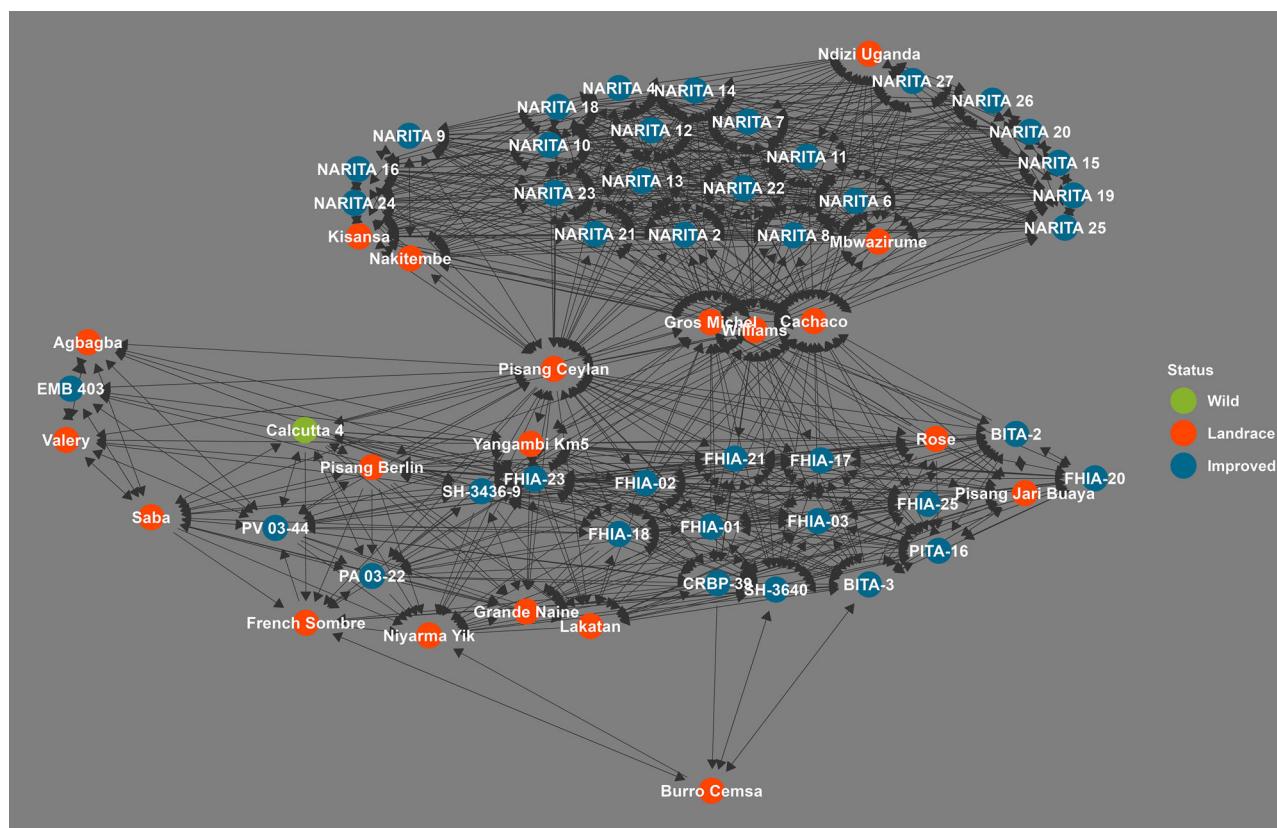 Ndizi Uganda
NARITA 27
NARITA 4
NARITA 14
NARITA 26
NARITA 18
NARITA 12
NARITA 7
NARITA 20
NARITA 9
NARITA 10
NARITA 11
NARITA 15
NARITA 16
NARITA 13
NARITA 22
NARITA 23
NARITA 19
NARITA 24
NARITA 6
NARITA 25
Kisansa
NARITA 21
NARITA 2
NARITA 8
Mbwazirume
Nakitembe
Gros Michel
Williams
Cachaco
Agbagba
Pisang Ceylan
Status
EMB 403
Wild
Calcutta 4
Landrace
Valery
Yangambi Km5
Rose
BITA-2
Improved
Pisang Berlin
FHIA-21
FHIA-17
FHIA-23
FHIA-02
FHIA-20
SH-3436-9
Pisang Jari Buaya
FHIA-25
Saba
PV 03-44
FHIA-18
FHIA-01
FHIA-03
PITA-16
PA 03-22
CRBP-39
SH-3640
BITA-3
Grande Naine
French Sombre
Niyarma Yik
Lakatan
Burro Cemsa